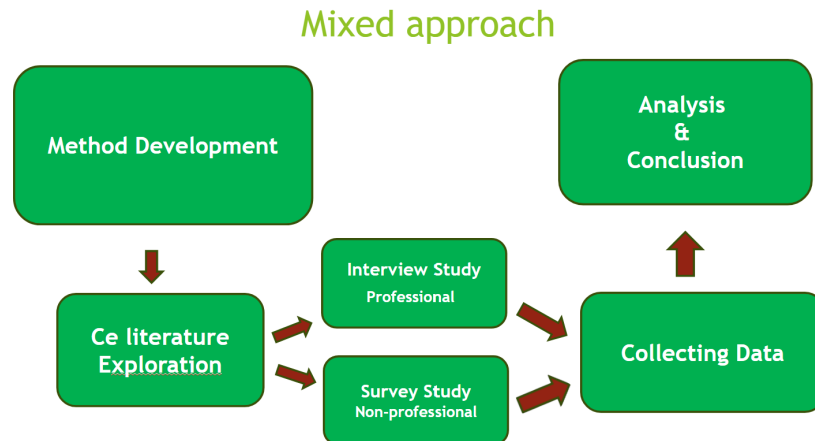 Mixed approach
Method Development
Ce literature
Exploration
Interview Study
Professional
Survey Study
Non-professional
Collecting Data
Analysis
&
Conclusion